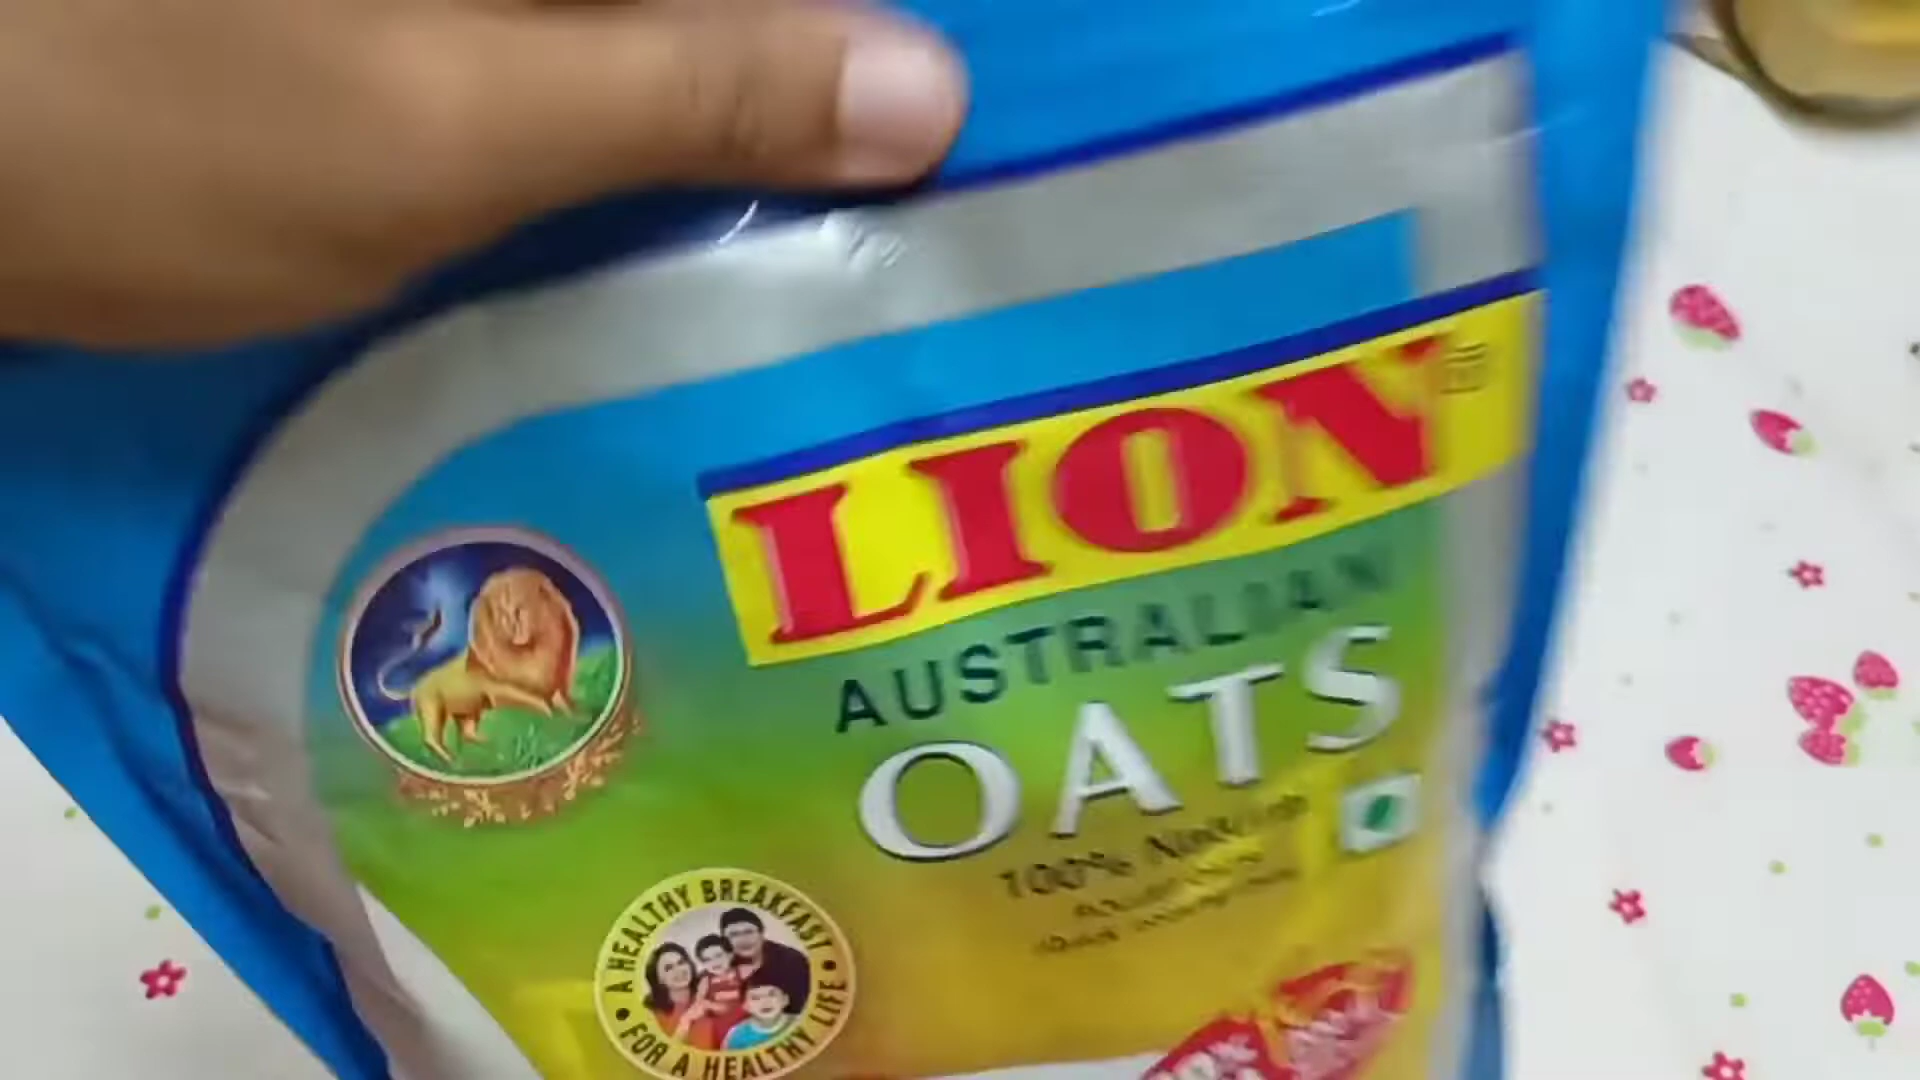 LION
AUSTRALIAN
OATS
100% Natural
A HEALTHY BREAKFAST
FOR A HEALTHY LIFE